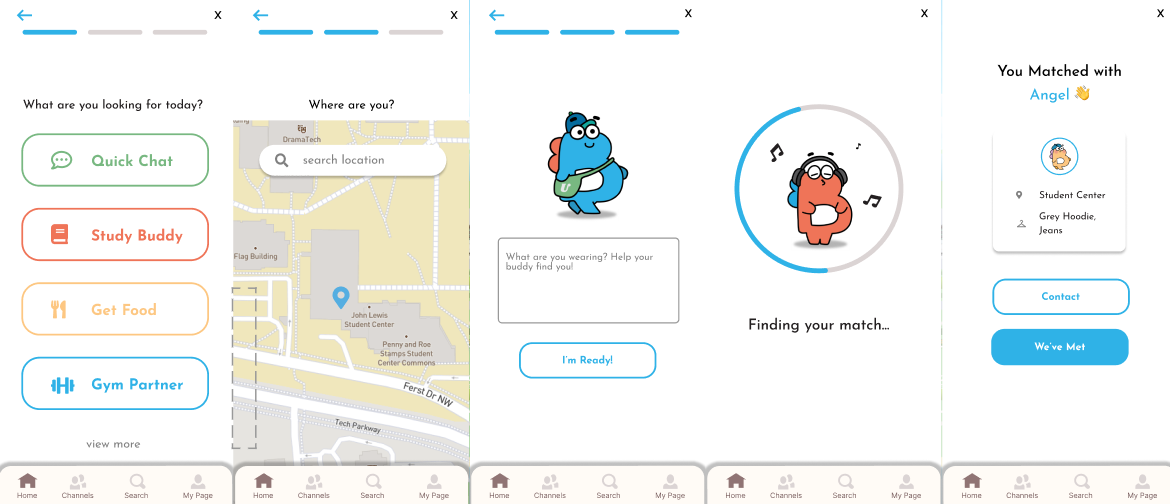 X
What are you looking for today?
Quick Chat
Study Buddy
Get Food
Gym Partner
view more
Home
Channels
Search
My Page
X
Where are you?
DramaTech
search location
Flag Building
John Lewis
Student Center
Penny and Roe
Stamps Student
Center Commons
Ferst Dr NW
Tech Parkway
Home
Channels
Search
My Page
X
U
What are you wearing? Help your
buddy find you!
I'm Ready!
Home
Channels
Search
My Page
X
Finding your match...
Home
Channels
Search
My Page
X
You Matched with
Angel 👋
Student Center
Grey Hoodie,
Jeans
Contact
We've Met
Home
Channels
Search
My Page